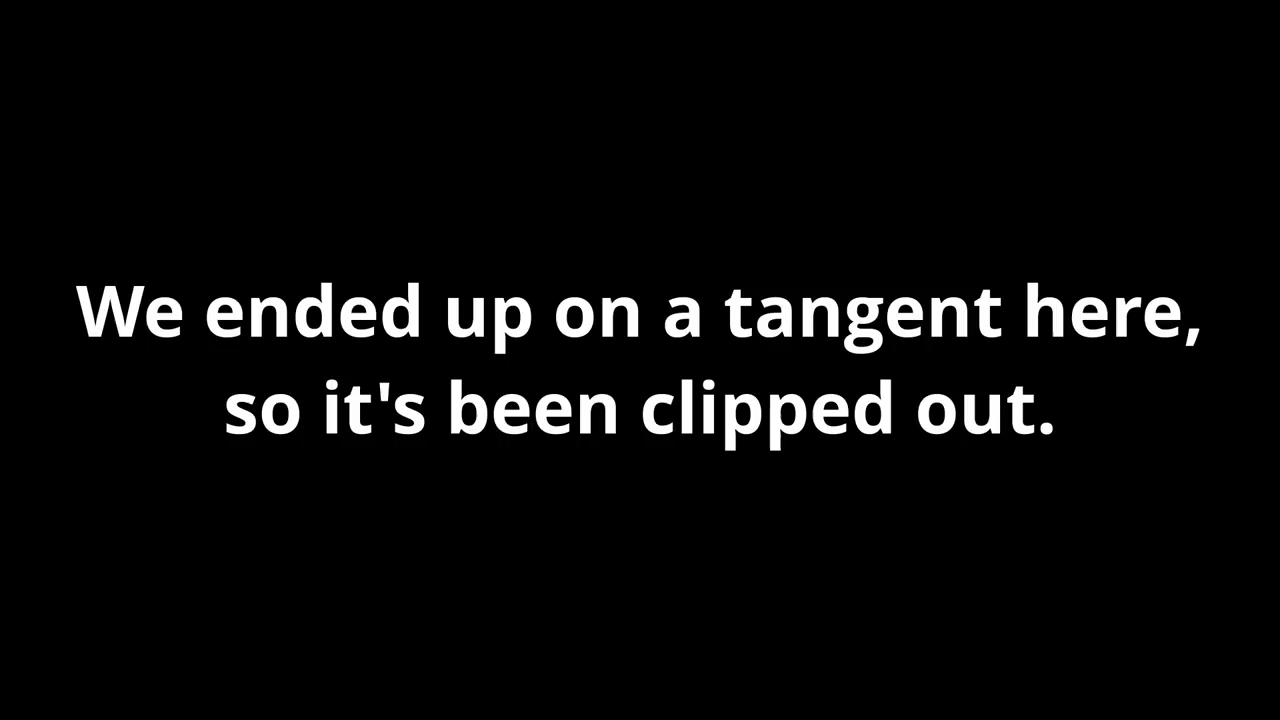 We ended up on a tangent here,
so it's been clipped out.